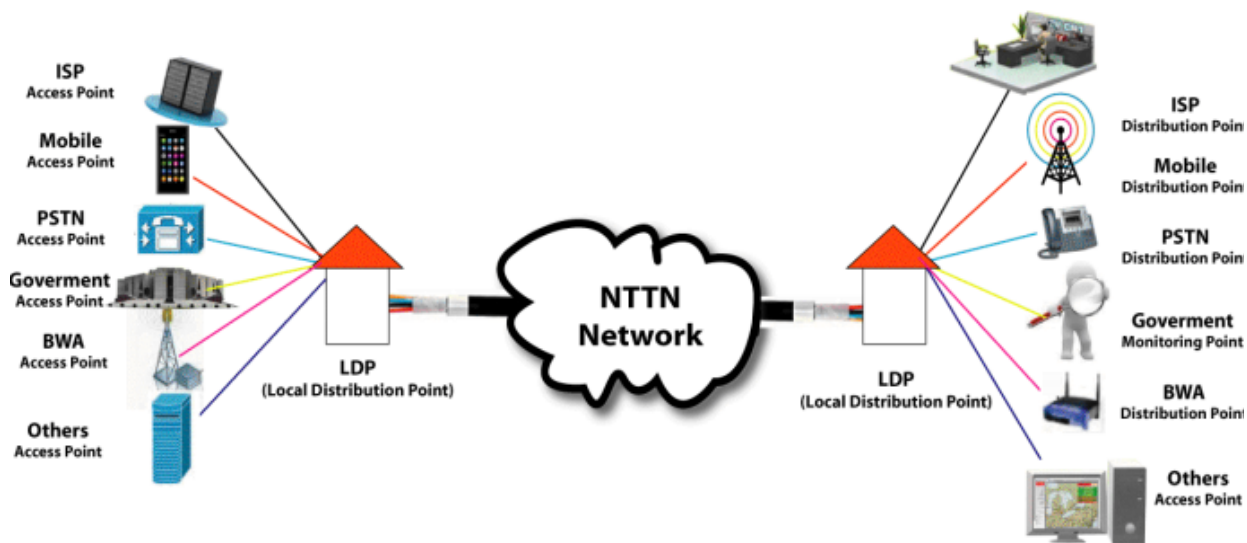 ISP
Access Point
Mobile
Access Point
PSTN
Access Point
Goverment
Access Point
BWA
Access Point
Others
Access Point
LDP
(Local Distribution Point)
NTTN
Network
LDP
(Local Distribution Point)
ISP
Distribution Point
Mobile
Distribution Point
PSTN
Distribution Point
Goverment
Monitoring Point
BWA
Distribution Point
Others
Access Point